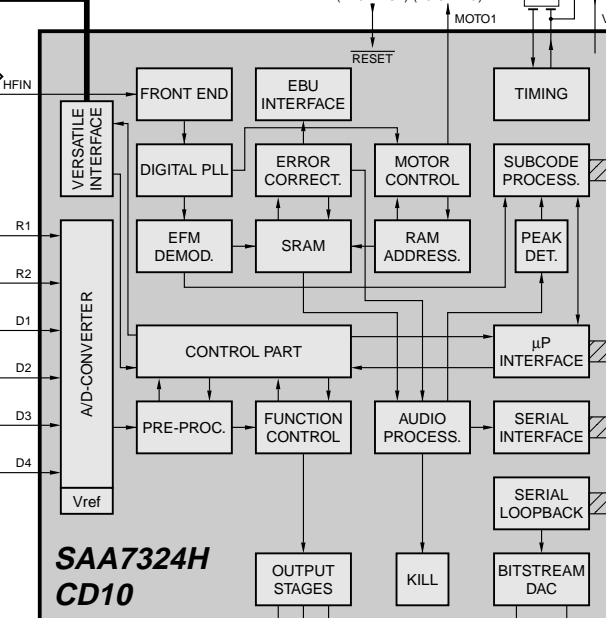 MOTO1
RESET
HFIN
FRONT END
EBU
INTERFACE
TIMING
VERSATILE
INTERFACE
DIGITAL PLL
ERROR
CORRECT.
MOTOR
CONTROL
SUBCODE
PROCESS.
R1
EFM
DEMOD.
SRAM
RAM
ADDRESS.
PEAK
DET.
R2
A/D-CONVERTER
D1
CONTROL PART
µP
INTERFACE
D2
D3
PRE-PROC.
FUNCTION
CONTROL
AUDIO
PROCESS.
SERIAL
INTERFACE
D4
Vref
SERIAL
LOOPBACK
SAA7324H
CD10
OUTPUT
STAGES
KILL
BITSTREAM
DAC